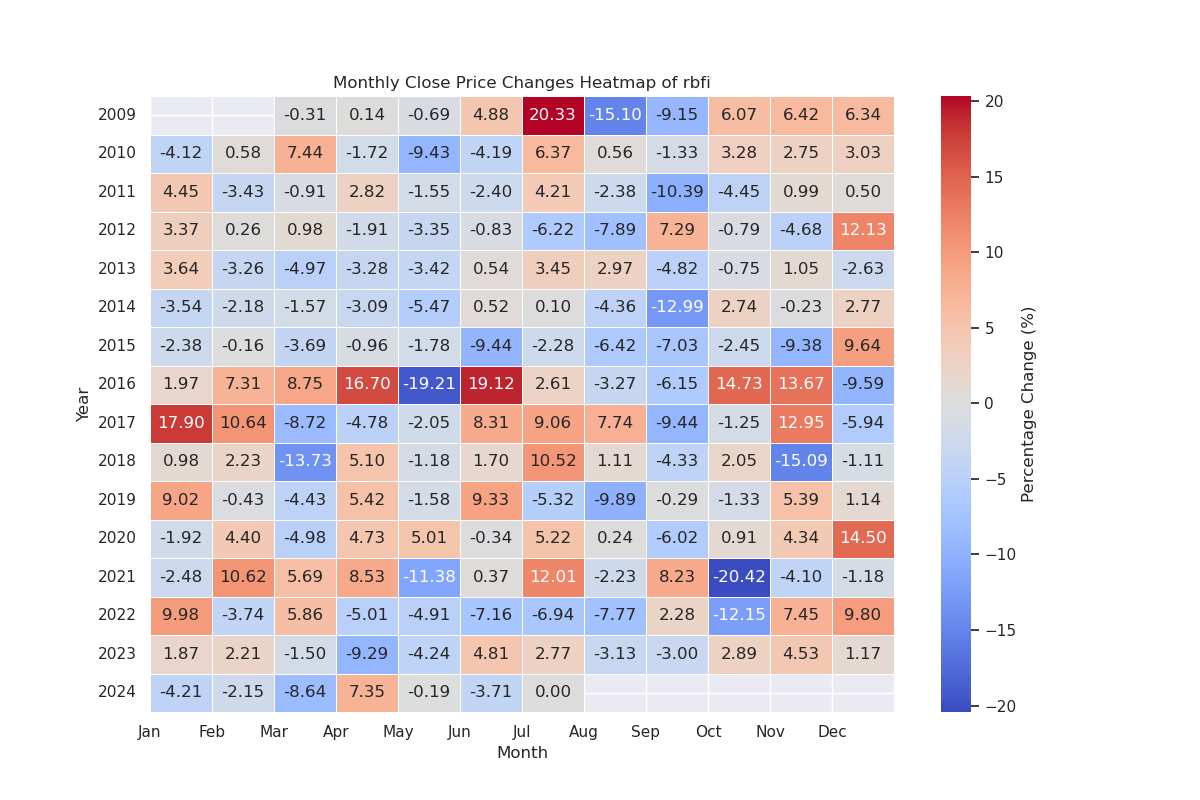 Monthly Close Price Changes Heatmap of rbfi
2009 -0.31 0.14 -0.69 4.88 20.33 -15.10 -9.15 6.07 6.42 6.34
2010 -4.12 0.58 7.44 -1.72 -9.43 -4.19 6.37 0.56 -1.33 3.28 2.75 3.03
2011 4.45 -3.43 -0.91 2.82 -1.55 -2.40 4.21 -2.38 -10.39 -4.45 0.99 0.50
2012 3.37 0.26 0.98 -1.91 -3.35 -0.83 -6.22 -7.89 7.29 -0.79 -4.68 12.13
2013 3.64 -3.26 -4.97 -3.28 -3.42 0.54 3.45 2.97 -4.82 -0.75 1.05 -2.63
2014 -3.54 -2.18 -1.57 -3.09 -5.47 0.52 0.10 -4.36 -12.99 2.74 -0.23 2.77
2015 -2.38 -0.16 -3.69 -0.96 -1.78 -9.44 -2.28 -6.42 -7.03 -2.45 -9.38 9.64
2016 1.97 7.31 8.75 16.70 -19.21 19.12 2.61 -3.27 -6.15 14.73 13.67 -9.59
2017 17.90 10.64 -8.72 -4.78 -2.05 8.31 9.06 7.74 -9.44 -1.25 12.95 -5.94
2018 0.98 2.23 -13.73 5.10 -1.18 1.70 10.52 1.11 -4.33 2.05 -15.09 -1.11
2019 9.02 -0.43 -4.43 5.42 -1.58 9.33 -5.32 -9.89 -0.29 -1.33 5.39 1.14
2020 -1.92 4.40 -4.98 4.73 5.01 -0.34 5.22 0.24 -6.02 0.91 4.34 14.50
2021 -2.48 10.62 5.69 8.53 -11.38 0.37 12.01 -2.23 8.23 -20.42 -4.10 -1.18
2022 9.98 -3.74 5.86 -5.01 -4.91 -7.16 -6.94 -7.77 2.28 -12.15 7.45 9.80
2023 1.87 2.21 -1.50 -9.29 -4.24 4.81 2.77 -3.13 -3.00 2.89 4.53 1.17
2024 -4.21 -2.15 -8.64 7.35 -0.19 -3.71 0.00
Jan Feb Mar Apr May Jun Jul Aug Sep Oct Nov Dec
Month
Year
20
15
10
5
0
−5
−10
−15
−20
Percentage Change (%)